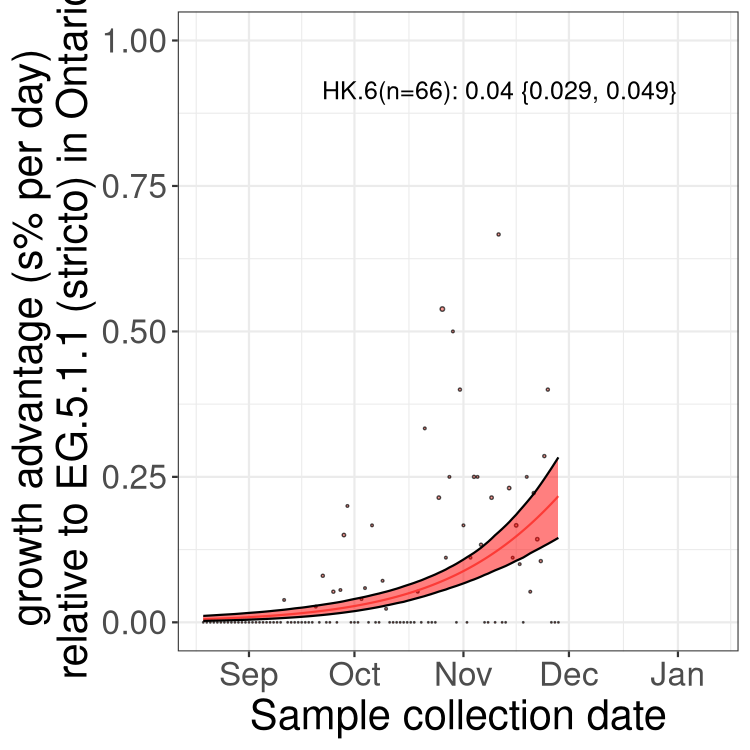 growth advantage (s% per day)
relative to EG.5.1.1 (stricto) in Ontario
1.00
0.75
0.50
0.25
0.00
HK.6(n=66): 0.04 {0.029, 0.049}
Sep Oct Nov Dec Jan
Sample collection date